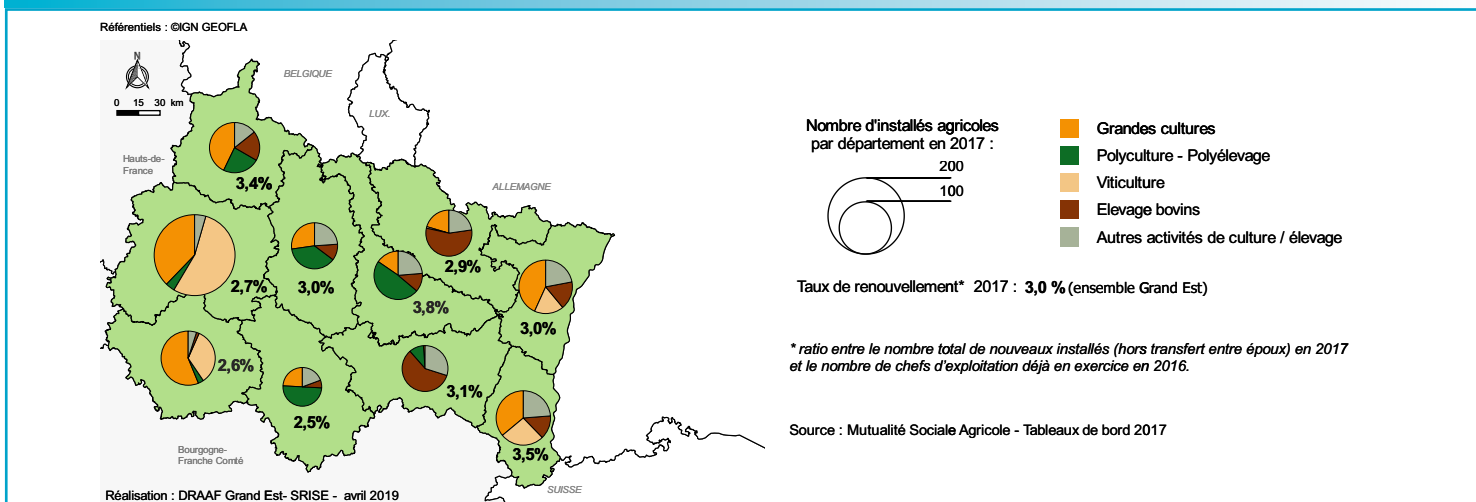 Référentiels : ©IGN GEOFLA
N
0 15 30 km
BELGIQUE
LUX.
Hauts-de-
France
ALLEMAGNE
3,4%
2,7%
3,0%
2,9%
3,8%
3,0%
2,6%
2,5%
3,1%
3,5%
Bourgogne-
Franche Comté
SUISSE
Réalisation : DRAAF Grand Est- SRISE - avril 2019
Nombre d'installés agricoles
par département en 2017 :
200
100
Grandes cultures
Polyculture - Polyélevage
Viticulture
Elevage bovins
Autres activités de culture / élevage
Taux de renouvellement* 2017 : 3,0 % (ensemble Grand Est)
* ratio entre le nombre total de nouveaux installés (hors transfert entre époux) en 2017
et le nombre de chefs d'exploitation déjà en exercice en 2016.
Source : Mutualité Sociale Agricole - Tableaux de bord 2017